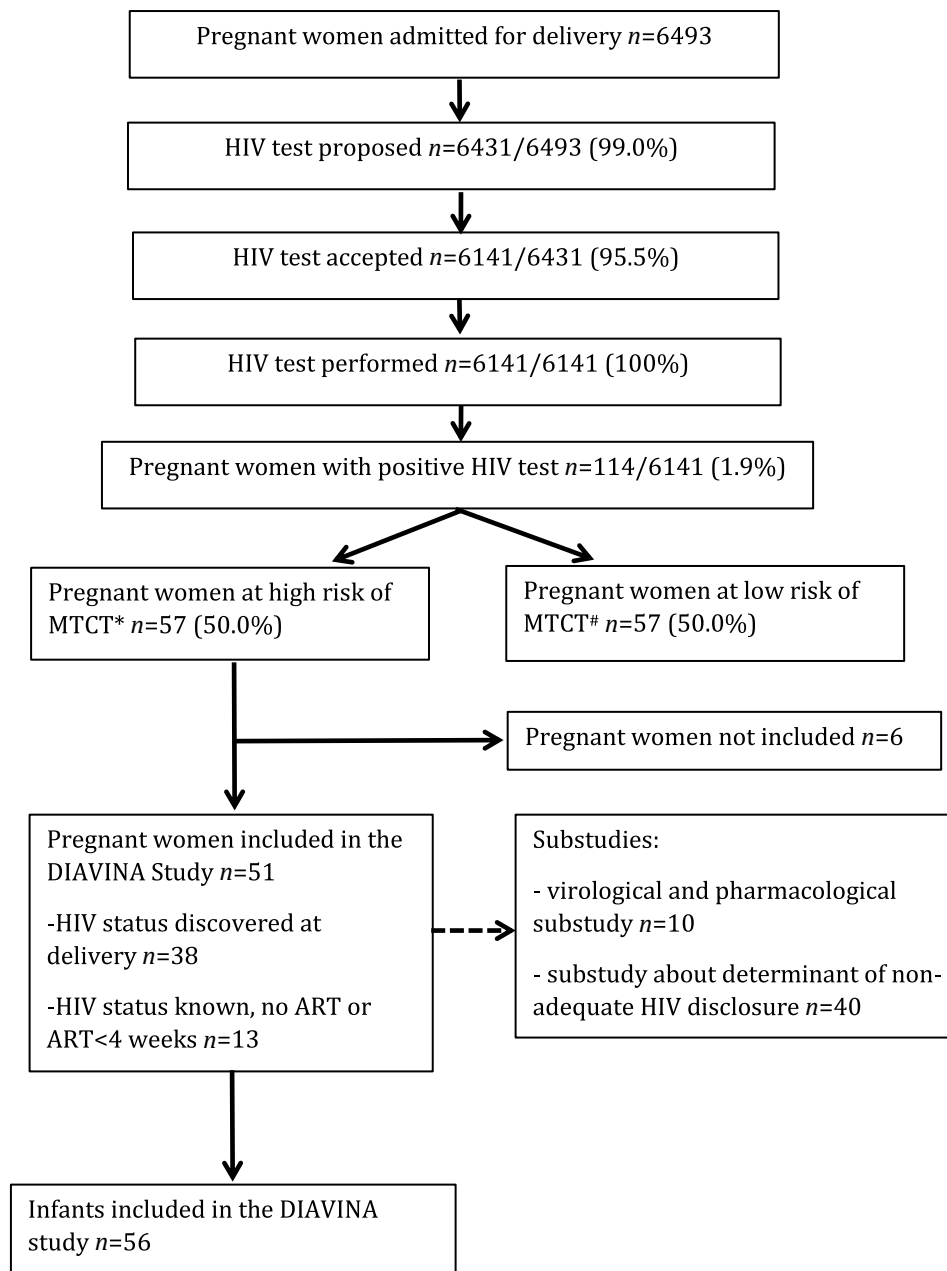 Pregnant women admitted for delivery n=6493
HIV test proposed n=6431/6493 (99.0%)
HIV test accepted n=6141/6431 (95.5%)
HIV test performed n=6141/6141 (100%)
Pregnant women with positive HIV test n=114/6141 (1.9%)
Pregnant women at high risk of
MTCT* n=57 (50.0%)
Pregnant women at low risk of
MTCT# n=57 (50.0%)
Pregnant women not included n=6
Pregnant women included in the
DIAVINA Study n=51
-HIV status discovered at
delivery n=38
-HIV status known, no ART or
ART<4 weeks n=13
Substudies:
- virological and pharmacological
substudy n=10
- substudy about determinant of non-
adequate HIV disclosure n=40
Infants included in the DIAVINA
study n=56